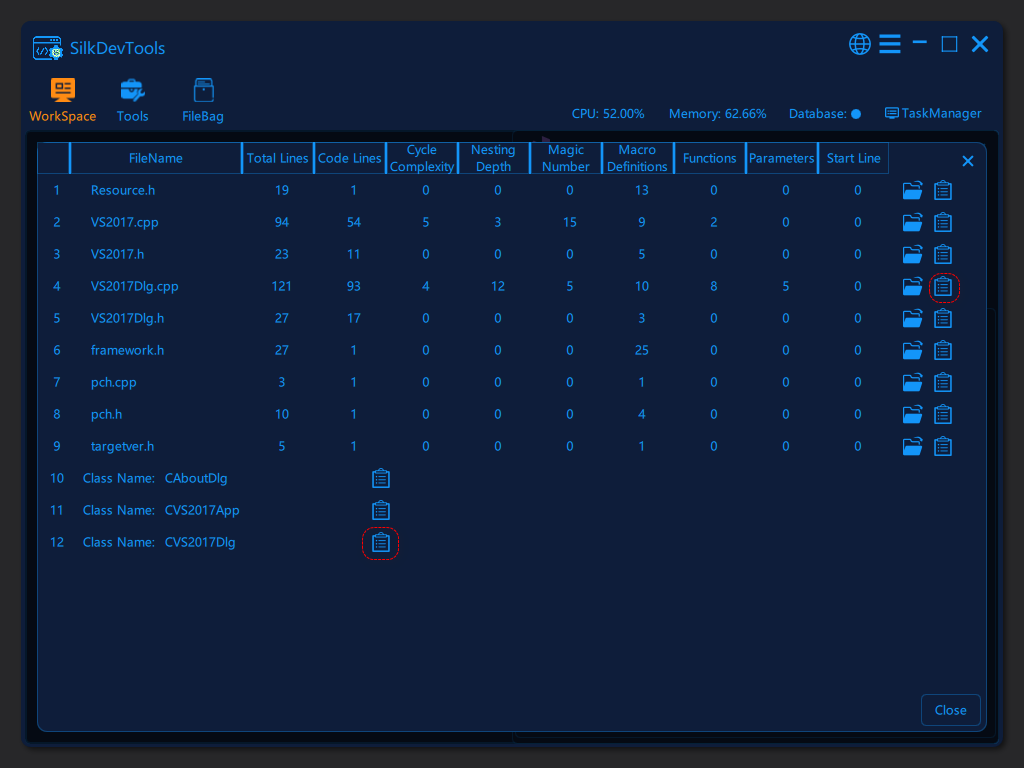 SilkDevTools
WorkSpace Tools FileBag
CPU: 52.00% Memory: 62.66% Database: TaskManager
FileName Total Lines Code Lines Cycle Complexity Nesting Depth Magic Number Macro Definitions Functions Parameters Start Line
1 Resource.h 19 1 0 0 0 13 0 0 0
2 VS2017.cpp 94 54 5 3 15 9 2 0 0
3 VS2017.h 23 11 0 0 0 5 0 0 0
4 VS2017Dlg.cpp 121 93 4 12 5 10 8 5 0
5 VS2017Dlg.h 27 17 0 0 0 3 0 0 0
6 framework.h 27 1 0 0 0 25 0 0 0
7 pch.cpp 3 1 0 0 0 1 0 0 0
8 pch.h 10 1 0 0 0 4 0 0 0
9 targetver.h 5 1 0 0 0 1 0 0 0
10 Class Name: CAboutDlg
11 Class Name: CVS2017App
12 Class Name: CVS2017Dlg
Close